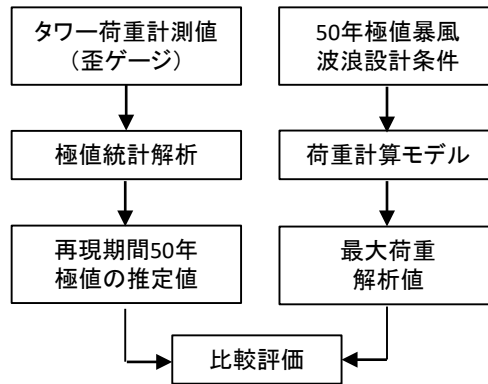 タワー荷重計測値
（歪ゲージ）
50年極値暴風
波浪設計条件
極値統計解析
荷重計算モデル
再現期間50年
極値の推定値
最大荷重
解析値
比較評価